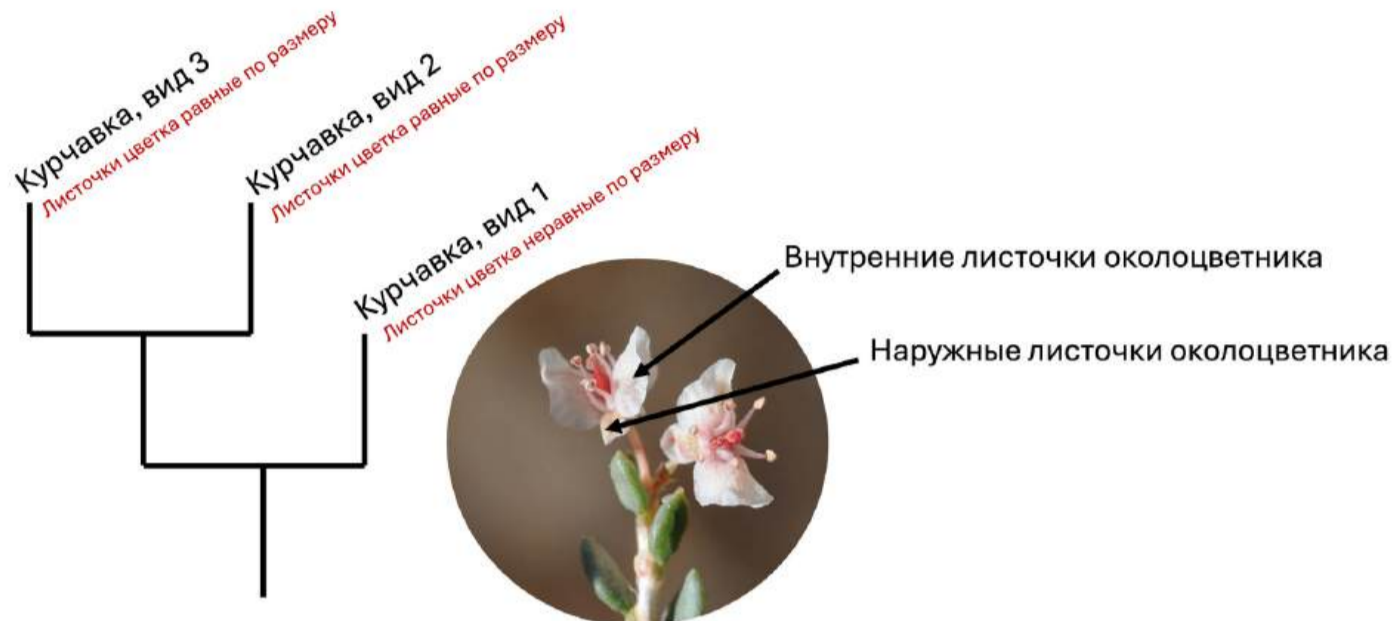 Курчавка, вид 3
Листочки цветка равные по размеру
Курчавка, вид 2
Листочки цветка равные по размеру
Курчавка, вид 1
Листочки цветка неравные по размеру
Внутренние листочки околоцветника
Наружные листочки околоцветника